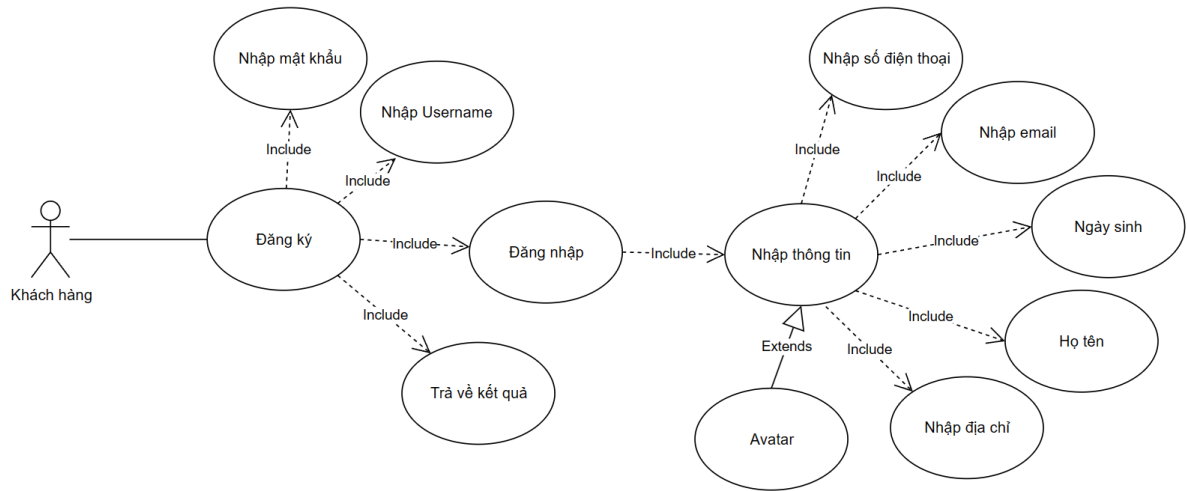 Nhập mật khẩu
Nhập Username
Include
Include
Đăng ký
Include
Đăng nhập
Include
Include
Trả về kết quả
Khách hàng
Nhập số điện thoại
Nhập email
Include
Include
Ngày sinh
Include
Nhập thông tin
Include
Họ tên
Extends
Include
Nhập địa chỉ
Avatar